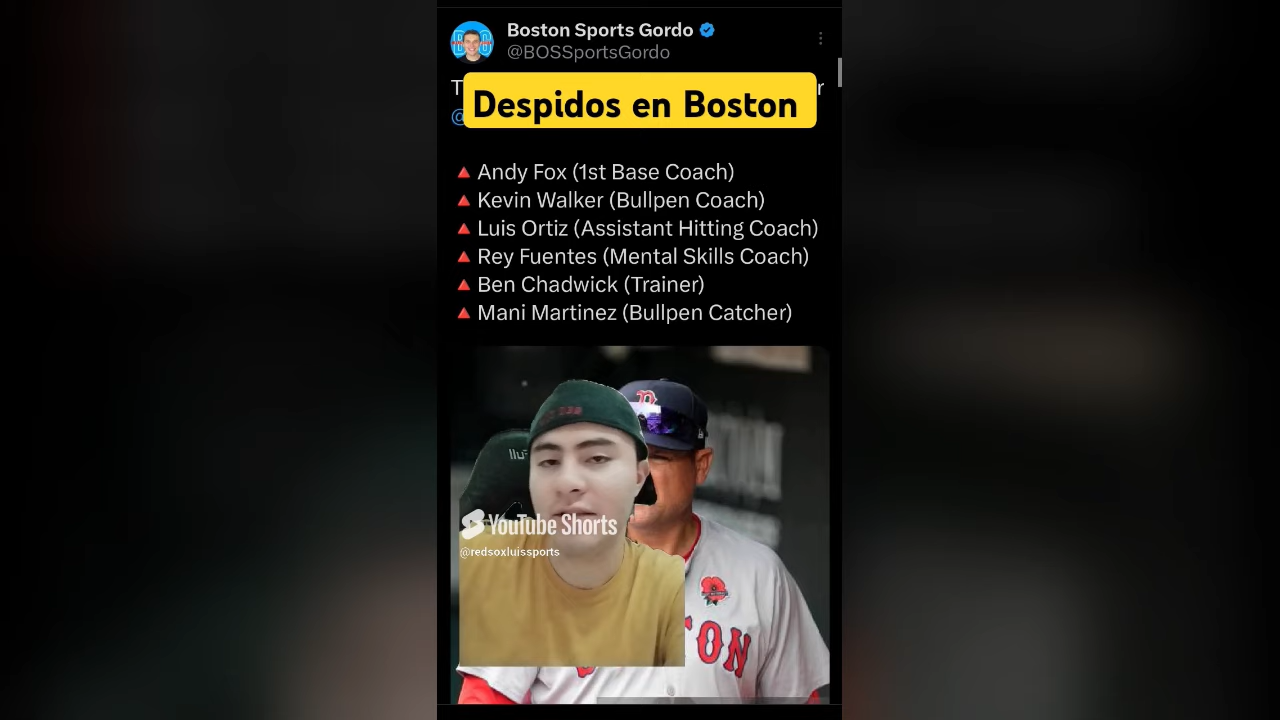 Boston Sports Gordo
@BOSSportsGordo
Despidos en Boston
🔺Andy Fox (1st Base Coach)
🔺Kevin Walker (Bullpen Coach)
🔺Luis Ortiz (Assistant Hitting Coach)
🔺Rey Fuentes (Mental Skills Coach)
🔺Ben Chadwick (Trainer)
🔺Mani Martinez (Bullpen Catcher)
YouTube Shorts
@redsoxluissports